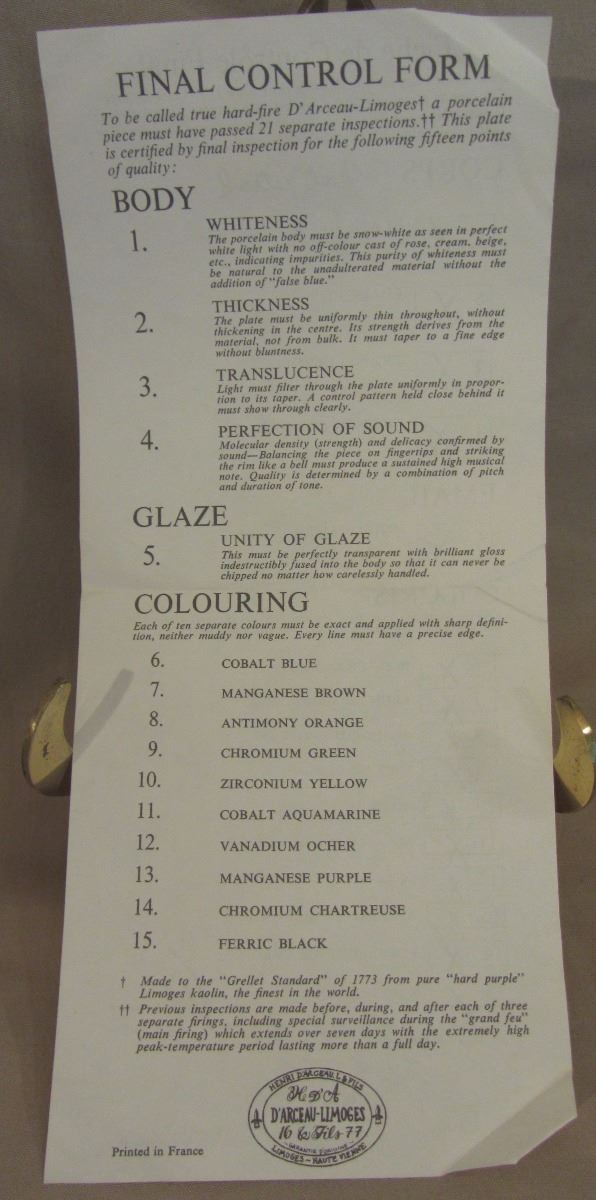 FINAL CONTROL FORM
To be called true hard-fire D'Arceau-Limoges† a porcelain
piece must have passed 21 separate inspections.†† This plate
is certified by final inspection for the following fifteen points
of quality:
BODY
1. WHITENESS
The porcelain body must be snow-white as seen in perfect
white light with no off-colour cast of rose, cream, beige,
etc., indicating impurities. This purity of whiteness must
be natural to the unadulterated material without the
addition of "false blue."
2. THICKNESS
The plate must be uniformly thin throughout, without
thickening in the centre. Its strength derives from the
material, not from bulk. It must taper to a fine edge
without bluntness.
3. TRANSLUCENCE
Light must filter through the plate uniformly in propor-
tion to its taper. A control pattern held close behind it
must show through clearly.
4. PERFECTION OF SOUND
Molecular density (strength) and delicacy confirmed by
sound—Balancing the piece on fingertips and striking
the rim like a bell must produce a sustained high musical
note. Quality is determined by a combination of pitch
and duration of tone.
GLAZE
5. UNITY OF GLAZE
This must be perfectly transparent with brilliant gloss
indestructibly fused into the body so that it can never be
chipped no matter how carelessly handled.
COLOURING
Each of ten separate colours must be exact and applied with sharp defini-
tion, neither muddy nor vague. Every line must have a precise edge.
6. COBALT BLUE
7. MANGANESE BROWN
8. ANTIMONY ORANGE
9. CHROMIUM GREEN
10. ZIRCONIUM YELLOW
11. COBALT AQUAMARINE
12. VANADIUM OCHER
13. MANGANESE PURPLE
14. CHROMIUM CHARTREUSE
15. FERRIC BLACK
† Made to the "Grellet Standard" of 1773 from pure "hard purple"
Limoges kaolin, the finest in the world.
†† Previous inspections are made before, during, and after each of three
separate firings, including special surveillance during the "grand feu"
(main firing) which extends over seven days with the extremely high
peak-temperature period lasting more than a full day.
HENRI D'ARCEAU L & FILS
H D'A
D'ARCEAU-LIMOGES
16 & Fils 77
GARANTIE D'ORIGINE
LIMOGES - HAUTE VIENNE
Printed in France